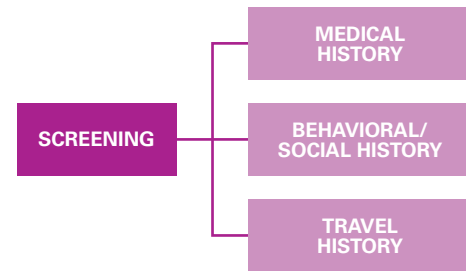 MEDICAL
HISTORY
SCREENING
BEHAVIORAL/
SOCIAL HISTORY
TRAVEL
HISTORY